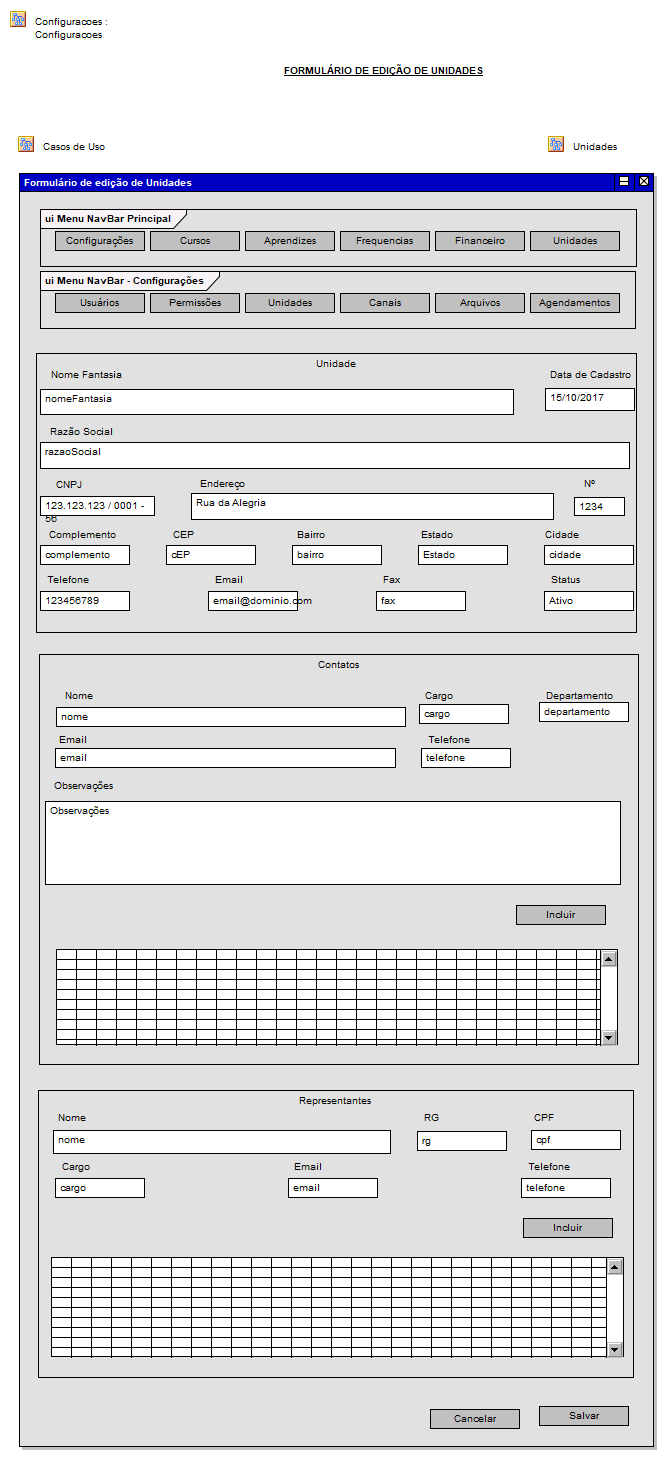 Configuracoes :
Configuracoes
FORMULÁRIO DE EDIÇÃO DE UNIDADES
Casos de Uso
Unidades
Formulário de edição de Unidades
ui Menu NavBar Principal
Configurações Cursos Aprendizes Frequencias Financeiro Unidades
ui Menu NavBar - Configurações
Usuários Permissões Unidades Canais Arquivos Agendamentos
Unidade
Nome Fantasia Data de Cadastro
nomeFantasia 15/10/2017
Razão Social
razaoSocial
CNPJ Endereço Nº
123.123.123 / 0001 - Rua da Alegria 1234
56
Complemento CEP Bairro Estado Cidade
complemento cEP bairro Estado cidade
Telefone Email Fax Status
123456789 email@dominio.com fax Ativo
Contatos
Nome Cargo Departamento
nome cargo departamento
Email Telefone
email telefone
Observações
Observações
Incluir
Representantes
Nome RG CPF
nome rg cpf
Cargo Email Telefone
cargo email telefone
Incluir
Cancelar Salvar